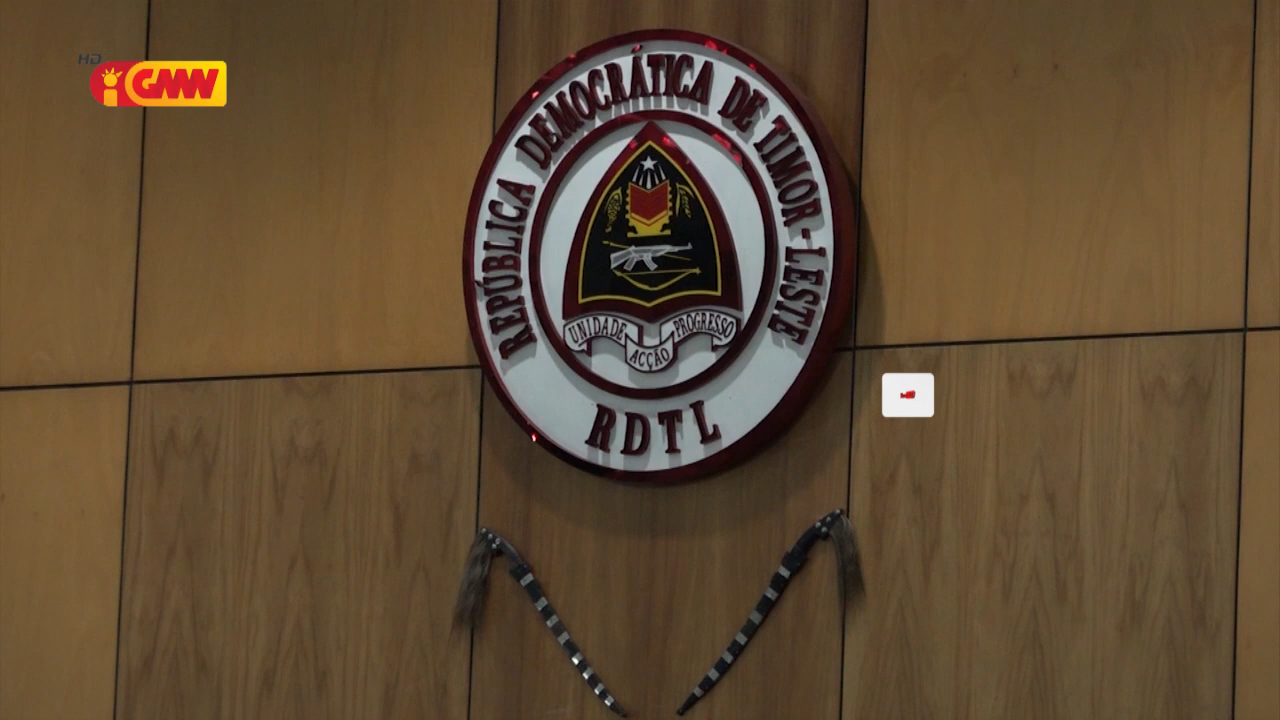 HD
GMN
REPÚBLICA DEMOCRÁTICA DE TIMOR-LESTE
UNIDADE ACÇÃO PROGRESSO
RDTL